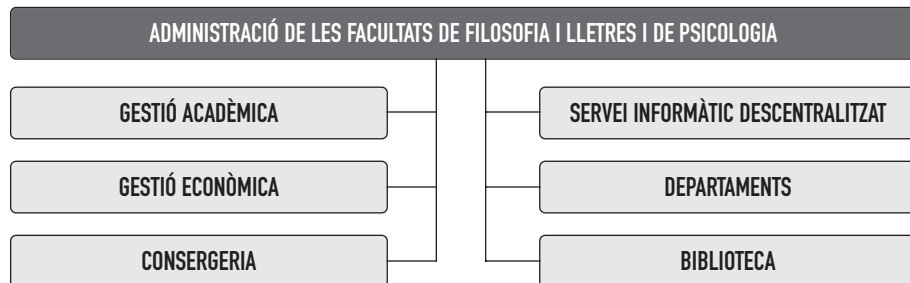 ADMINISTRACIÓ DE LES FACULTATS DE FILOSOFIA I LLETRES I DE PSICOLOGIA
GESTIÓ ACADÈMICA
SERVEI INFORMÀTIC DESCENTRALITZAT
GESTIÓ ECONÒMICA
DEPARTAMENTS
CONSERGERIA
BIBLIOTECA